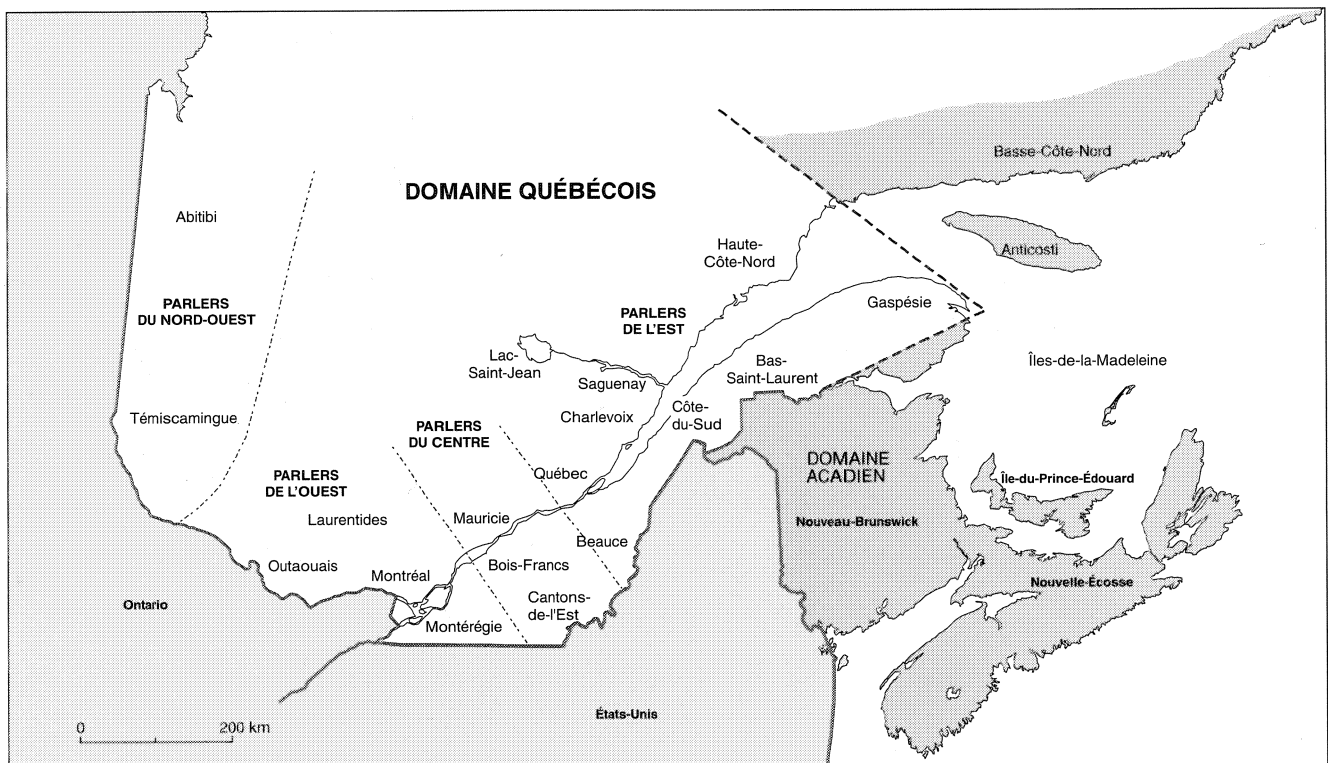 Basse-Côte-Nord
DOMAINE QUÉBÉCOIS
Abitibi
Haute-
Côte-Nord
Anticosti
PARLERS
DU NORD-OUEST
Gaspésie
PARLERS
DE L'EST
Lac-
Saint-Jean
Saguenay
Bas-
Saint-Laurent
Îles-de-la-Madeleine
Témiscamingue
Charlevoix
Côte-
du-Sud
PARLERS
DU CENTRE
DOMAINE
ACADIEN
PARLERS
DE L'OUEST
Québec
Île-du-Prince-Édouard
Laurentides
Mauricie
Nouveau-Brunswick
Beauce
Outaouais
Montréal
Bois-Francs
Nouvelle-Écosse
Ontario
Cantons-
de-l'Est
Montérégie
États-Unis
0 200 km